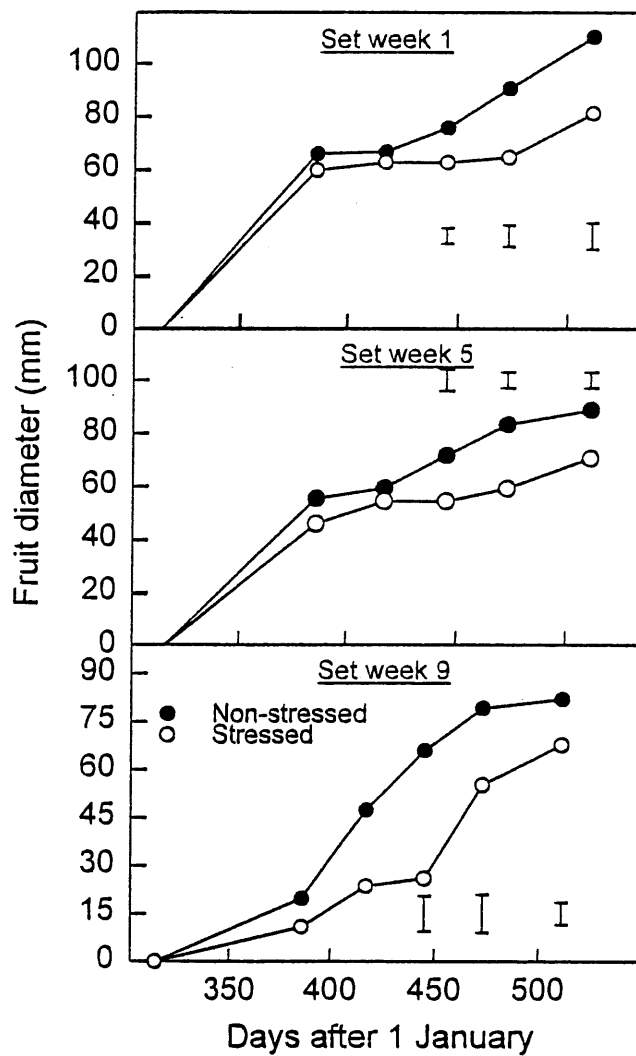 Set week 1
100
80
60
40
20
0
Set week 5
100
80
60
40
20
0
Set week 9
90
75
60
45
30
15
0
Non-stressed
Stressed
350 400 450 500
Days after 1 January
Fruit diameter (mm)